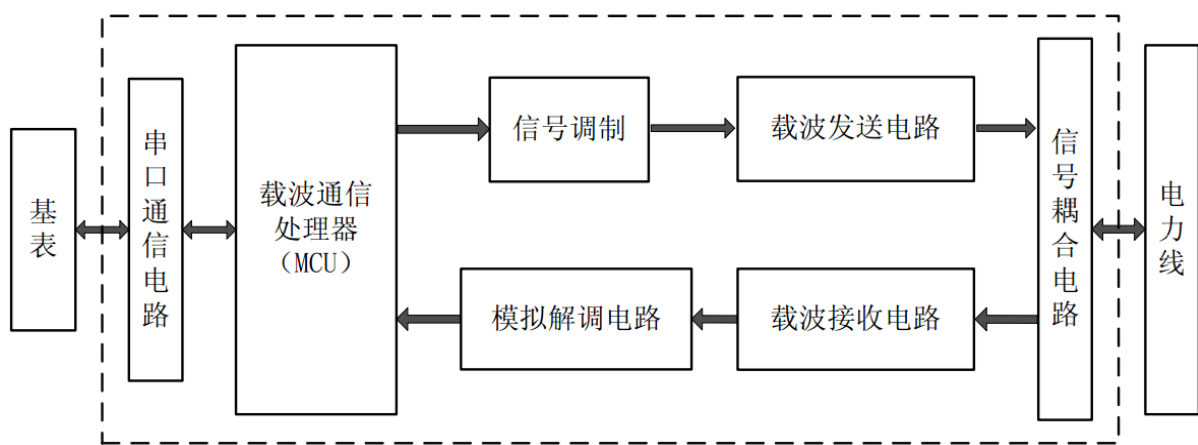 基表
串口通信电路
载波通信
处理器
（MCU）
信号调制
载波发送电路
模拟解调电路
载波接收电路
信号耦合电路
电力线